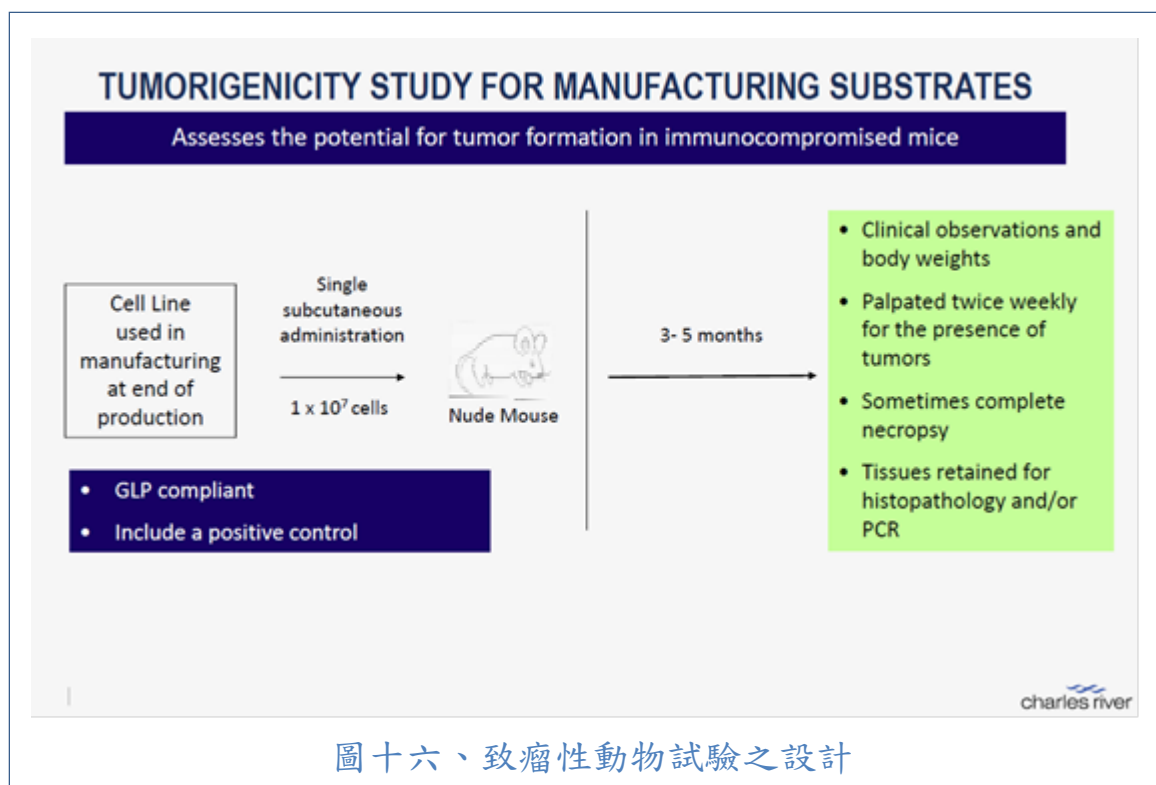 TUMORIGENICITY STUDY FOR MANUFACTURING SUBSTRATES
Assesses the potential for tumor formation in immunocompromised mice
Cell Line
used in
manufacturing
at end of
production
Single
subcutaneous
administration
1 x 10⁷ cells
Nude Mouse
3- 5 months
• Clinical observations and
body weights
• Palpated twice weekly
for the presence of
tumors
• Sometimes complete
necropsy
• Tissues retained for
histopathology and/or
PCR
• GLP compliant
• Include a positive control
charles river
圖十六、致瘤性動物試驗之設計